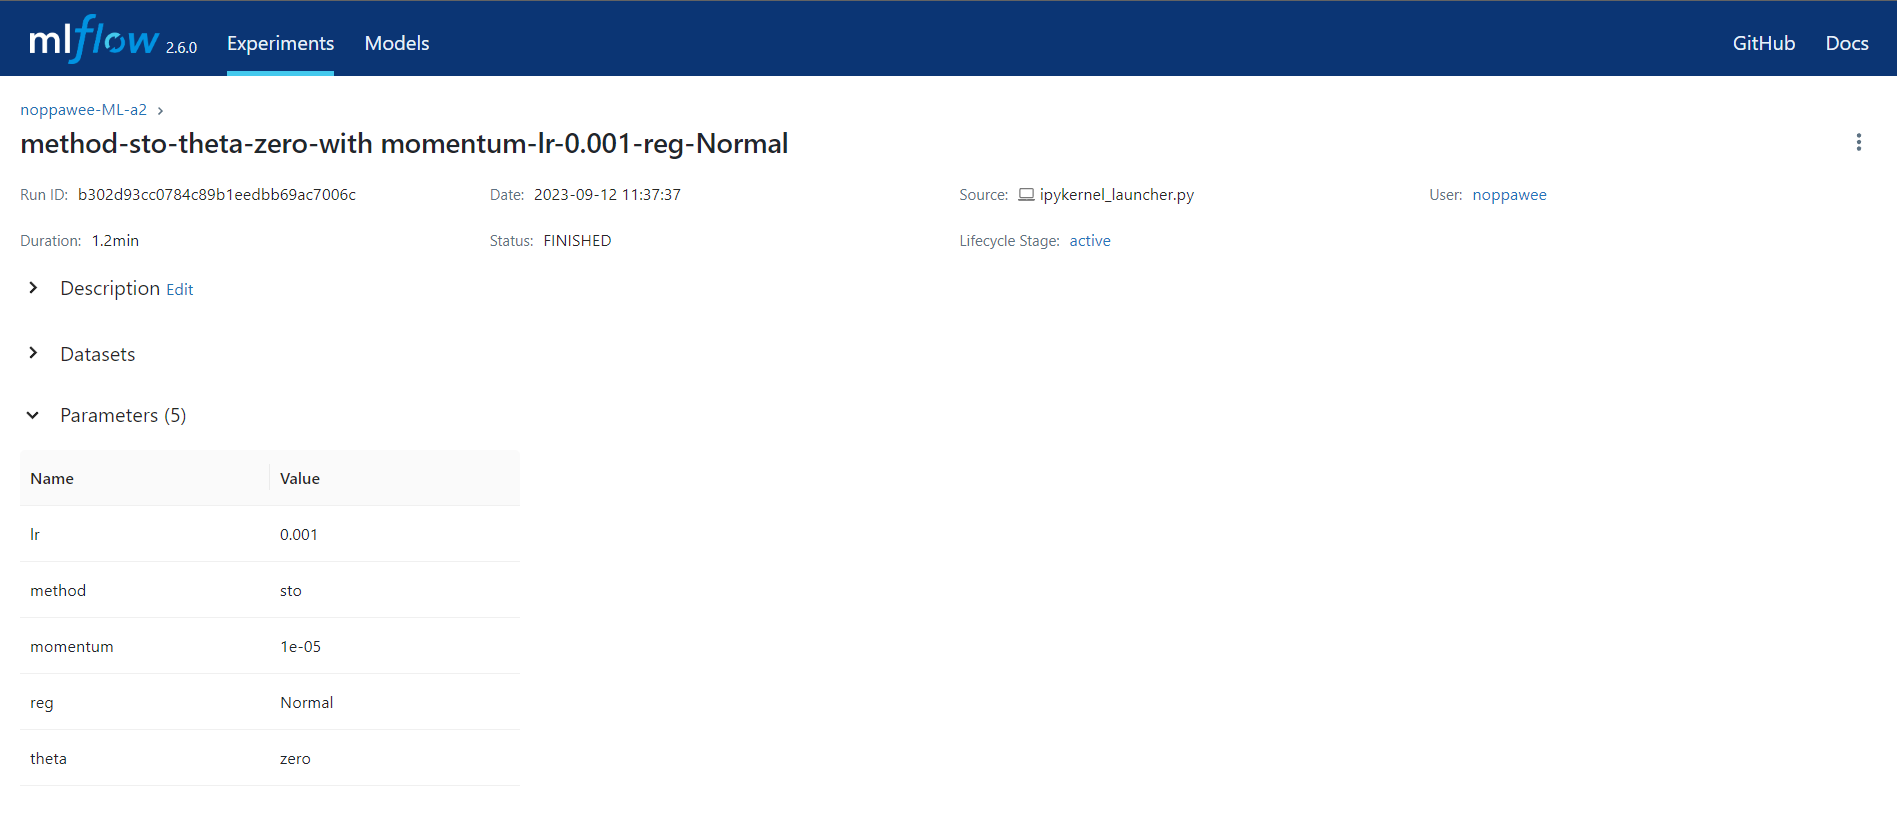 mlflow 2.6.0 Experiments Models GitHub Docs
noppawee-ML-a2 ›
method-sto-theta-zero-with momentum-lr-0.001-reg-Normal
Run ID: b302d93cc0784c89b1eedbb69ac7006c Date: 2023-09-12 11:37:37 Source: ipykernel_launcher.py User: noppawee
Duration: 1.2min Status: FINISHED Lifecycle Stage: active
Description Edit
Datasets
Parameters (5)
Name Value
lr 0.001
method sto
momentum 1e-05
reg Normal
theta zero